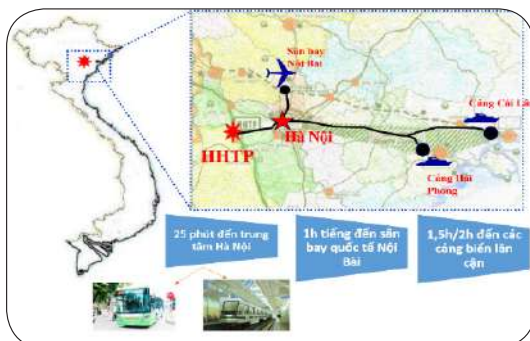 Sân bay
Nội Bài
Cảng Cái Lân
HHTP
Hà Nội
Cảng Hải
Phòng
25 phút đến trung
tâm Hà Nội
1h tiếng đến sân
bay quốc tế Nội
Bài
1,5h/2h đến các
cảng biển lân
cận